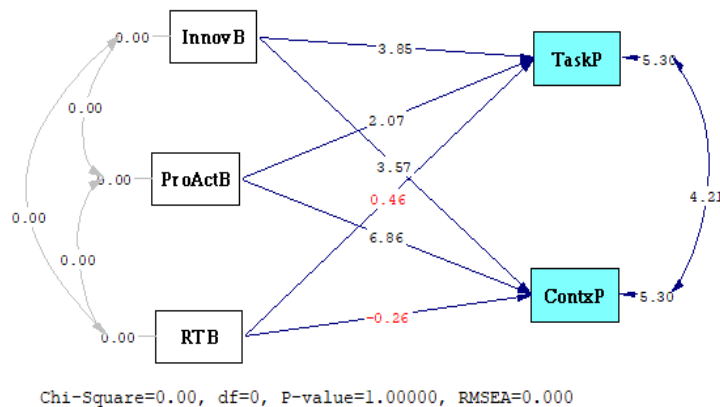 0.00 InnovB 3.85 TaskP 5.30
0.00
2.07
0.00 ProActB 3.57
0.46 4.21
0.00
6.86
0.00
ContxP 5.30
-0.26
0.00 RTB
Chi-Square=0.00, df=0, P-value=1.00000, RMSEA=0.000